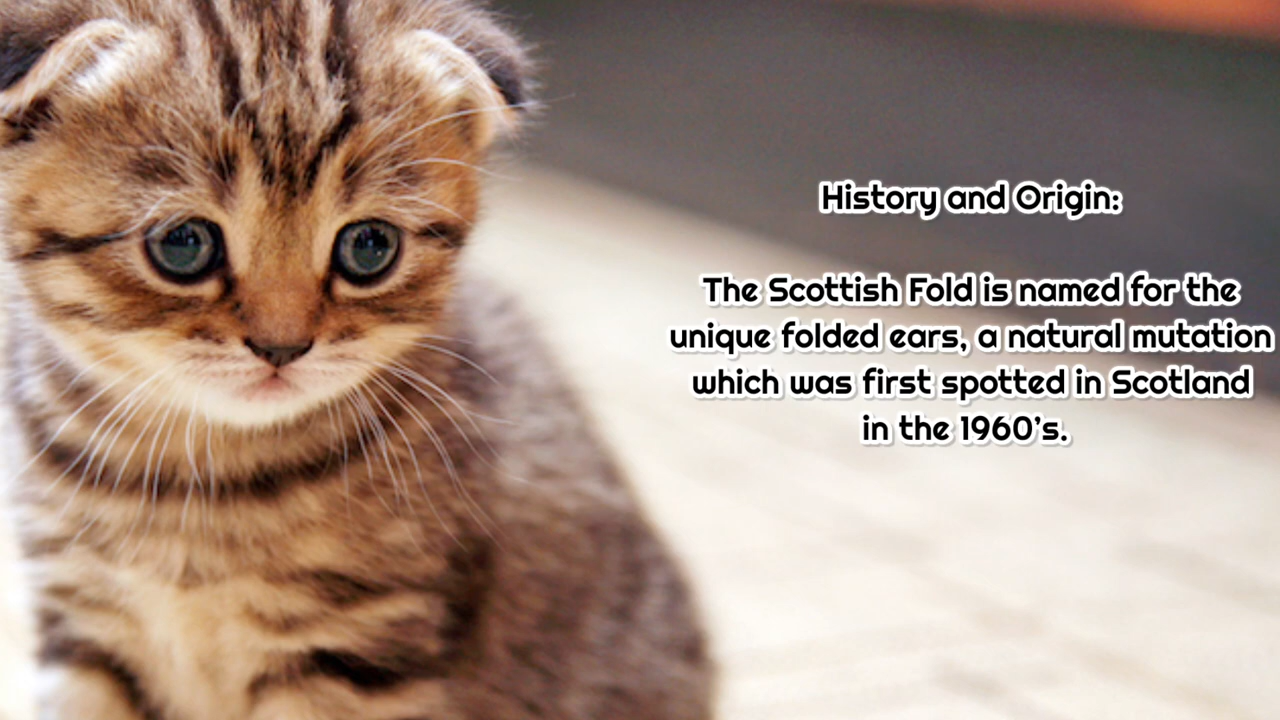 History and Origin:
The Scottish Fold is named for the
unique folded ears, a natural mutation
which was first spotted in Scotland
in the 1960's.